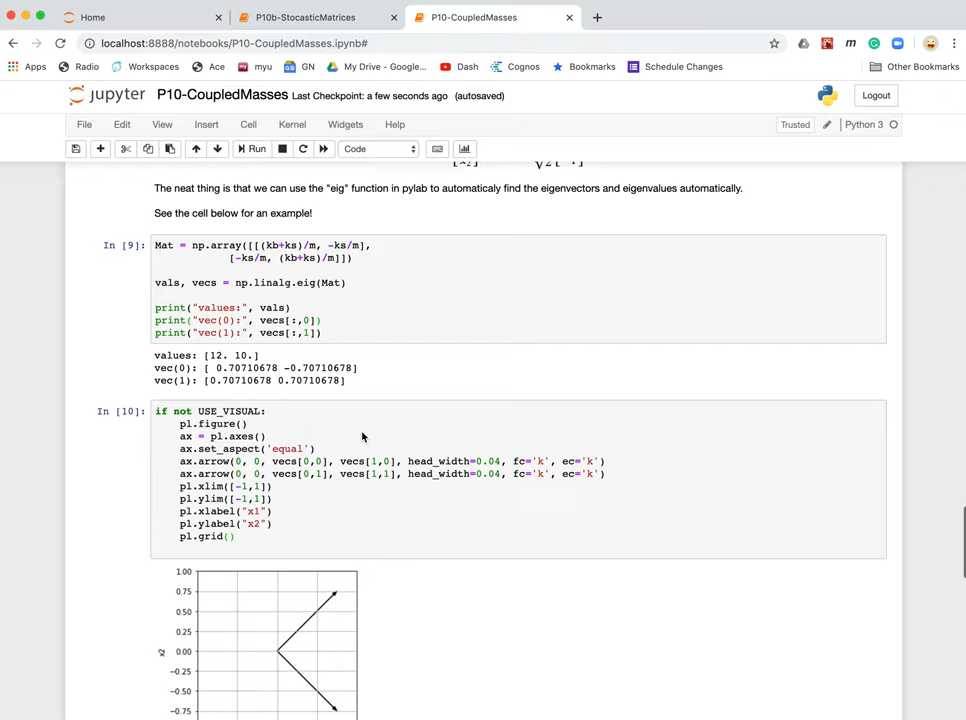 Home
P10b-StocasticMatrices
P10-CoupledMasses
localhost:8888/notebooks/P10-CoupledMasses.ipynb#
Apps Radio Workspaces Ace myu GN My Drive - Google... Dash Cognos Bookmarks Schedule Changes Other Bookmarks
jupyter P10-CoupledMasses Last Checkpoint: a few seconds ago (autosaved) Logout
File Edit View Insert Cell Kernel Widgets Help Trusted Python 3
Run Code
The neat thing is that we can use the "eig" function in pylab to automaticaly find the eigenvectors and eigenvalues automatically.
See the cell below for an example!
In [9]: Mat = np.array([[(kb+ks)/m, -ks/m],
[-ks/m, (kb+ks)/m]])
vals, vecs = np.linalg.eig(Mat)
print("values:", vals)
print("vec(0):", vecs[:,0])
print("vec(1):", vecs[:,1])
values: [12. 10.]
vec(0): [ 0.70710678 -0.70710678]
vec(1): [0.70710678 0.70710678]
In [10]: if not USE_VISUAL:
pl.figure()
ax = pl.axes()
ax.set_aspect('equal')
ax.arrow(0, 0, vecs[0,0], vecs[1,0], head_width=0.04, fc='k', ec='k')
ax.arrow(0, 0, vecs[0,1], vecs[1,1], head_width=0.04, fc='k', ec='k')
pl.xlim([-1,1])
pl.ylim([-1,1])
pl.xlabel("x1")
pl.ylabel("x2")
pl.grid()
1.00
0.75
0.50
0.25
x2 0.00
−0.25
−0.50
−0.75